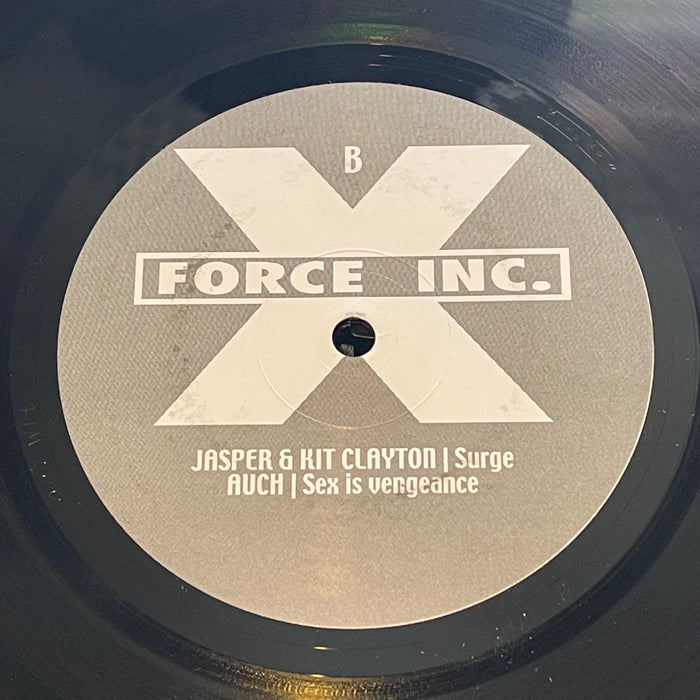 B
FORCE INC.
JASPER & KIT CLAYTON | Surge
AUCH | Sex is vengeance